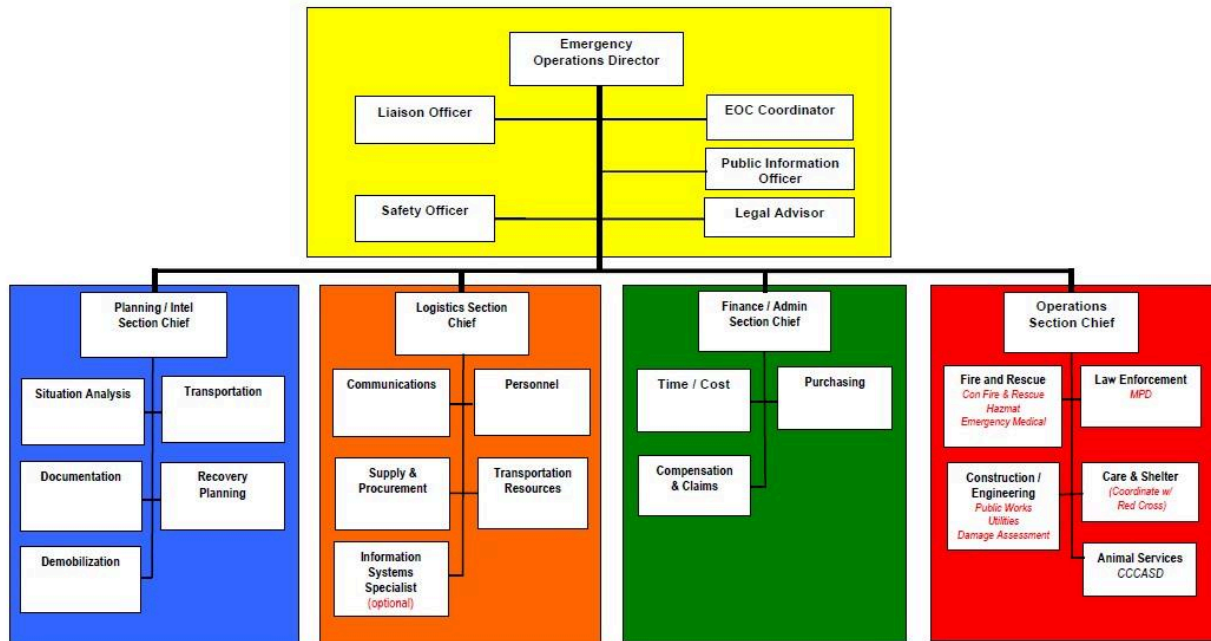 Emergency
Operations Director
Liaison Officer
EOC Coordinator
Public Information
Officer
Safety Officer
Legal Advisor
Planning / Intel
Section Chief
Situation Analysis
Transportation
Documentation
Recovery
Planning
Demobilization
Logistics Section
Chief
Communications
Personnel
Supply &
Procurement
Transportation
Resources
Information
Systems
Specialist
(optional)
Finance / Admin
Section Chief
Time / Cost
Purchasing
Compensation
& Claims
Operations
Section Chief
Fire and Rescue
Con Fire & Rescue
Hazmat
Emergency Medical
Law Enforcement
MPD
Construction /
Engineering
Public Works
Utilities
Damage Assessment
Care & Shelter
(Coordinate w/
Red Cross)
Animal Services
CCCASD